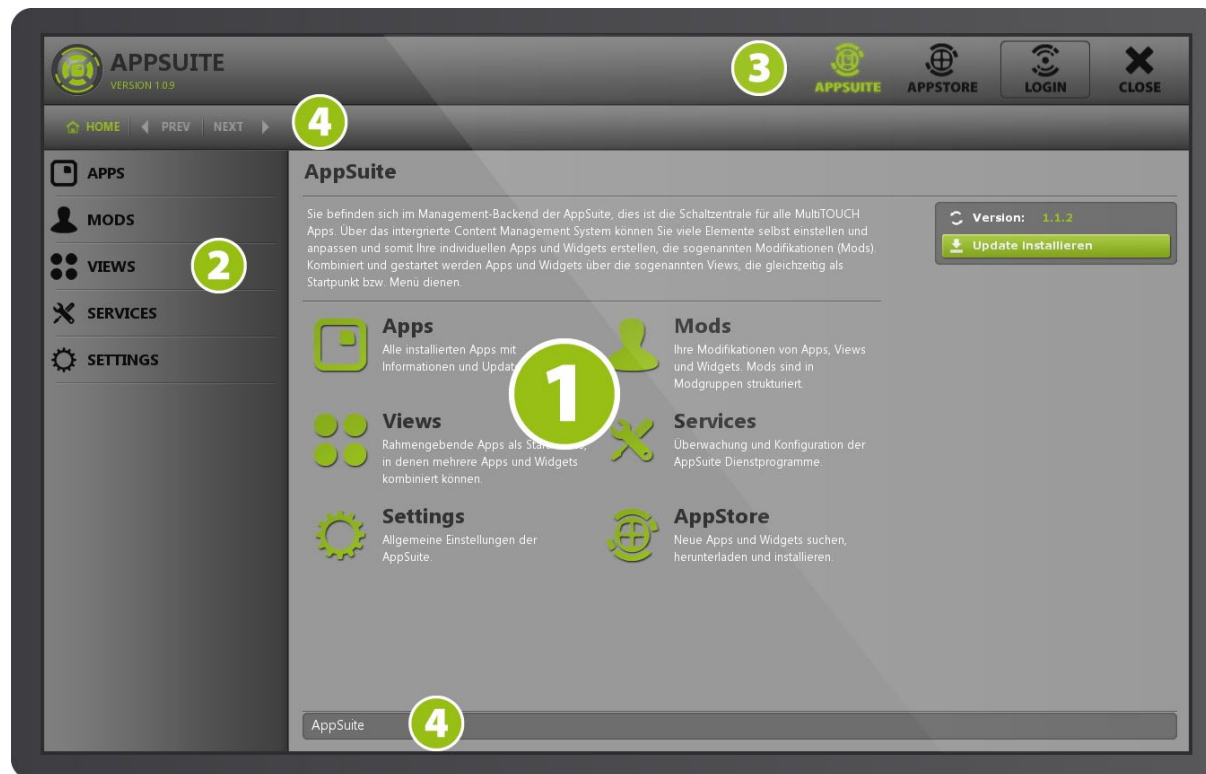 APPSUITE
VERSION 1.0.9
3
APPSUITE
APPSTORE
LOGIN
CLOSE
HOME
PREV
NEXT
4
APPS
MODS
VIEWS
2
SERVICES
SETTINGS
AppSuite
Sie befinden sich im Management-Backend der AppSuite, dies ist die Schaltzentrale für alle MultiTOUCH
Apps. Über das intergrierte Content Management System können Sie viele Elemente selbst einstellen und
anpassen und somit Ihre individuellen Apps und Widgets erstellen, die sogenannten Modifikationen (Mods).
Kombiniert und gestartet werden Apps und Widgets über die sogenannten Views, die gleichzeitig als
Startpunkt bzw. Menü dienen.
Version: 1.1.2
Update installieren
Apps
Alle installierten Apps mit
Informationen und
1
Mods
Ihre Modifikationen von Apps, Views
und Widgets. Mods sind in
Modgruppen strukturiert.
Views
Rahmengebende Apps als
in denen mehrere Apps und Widgets
kombiniert können.
Services
Überwachung und Konfiguration der
AppSuite Dienstprogramme.
Settings
Allgemeine Einstellungen der
AppSuite.
AppStore
Neue Apps und Widgets suchen,
herunterladen und installieren.
AppSuite
4